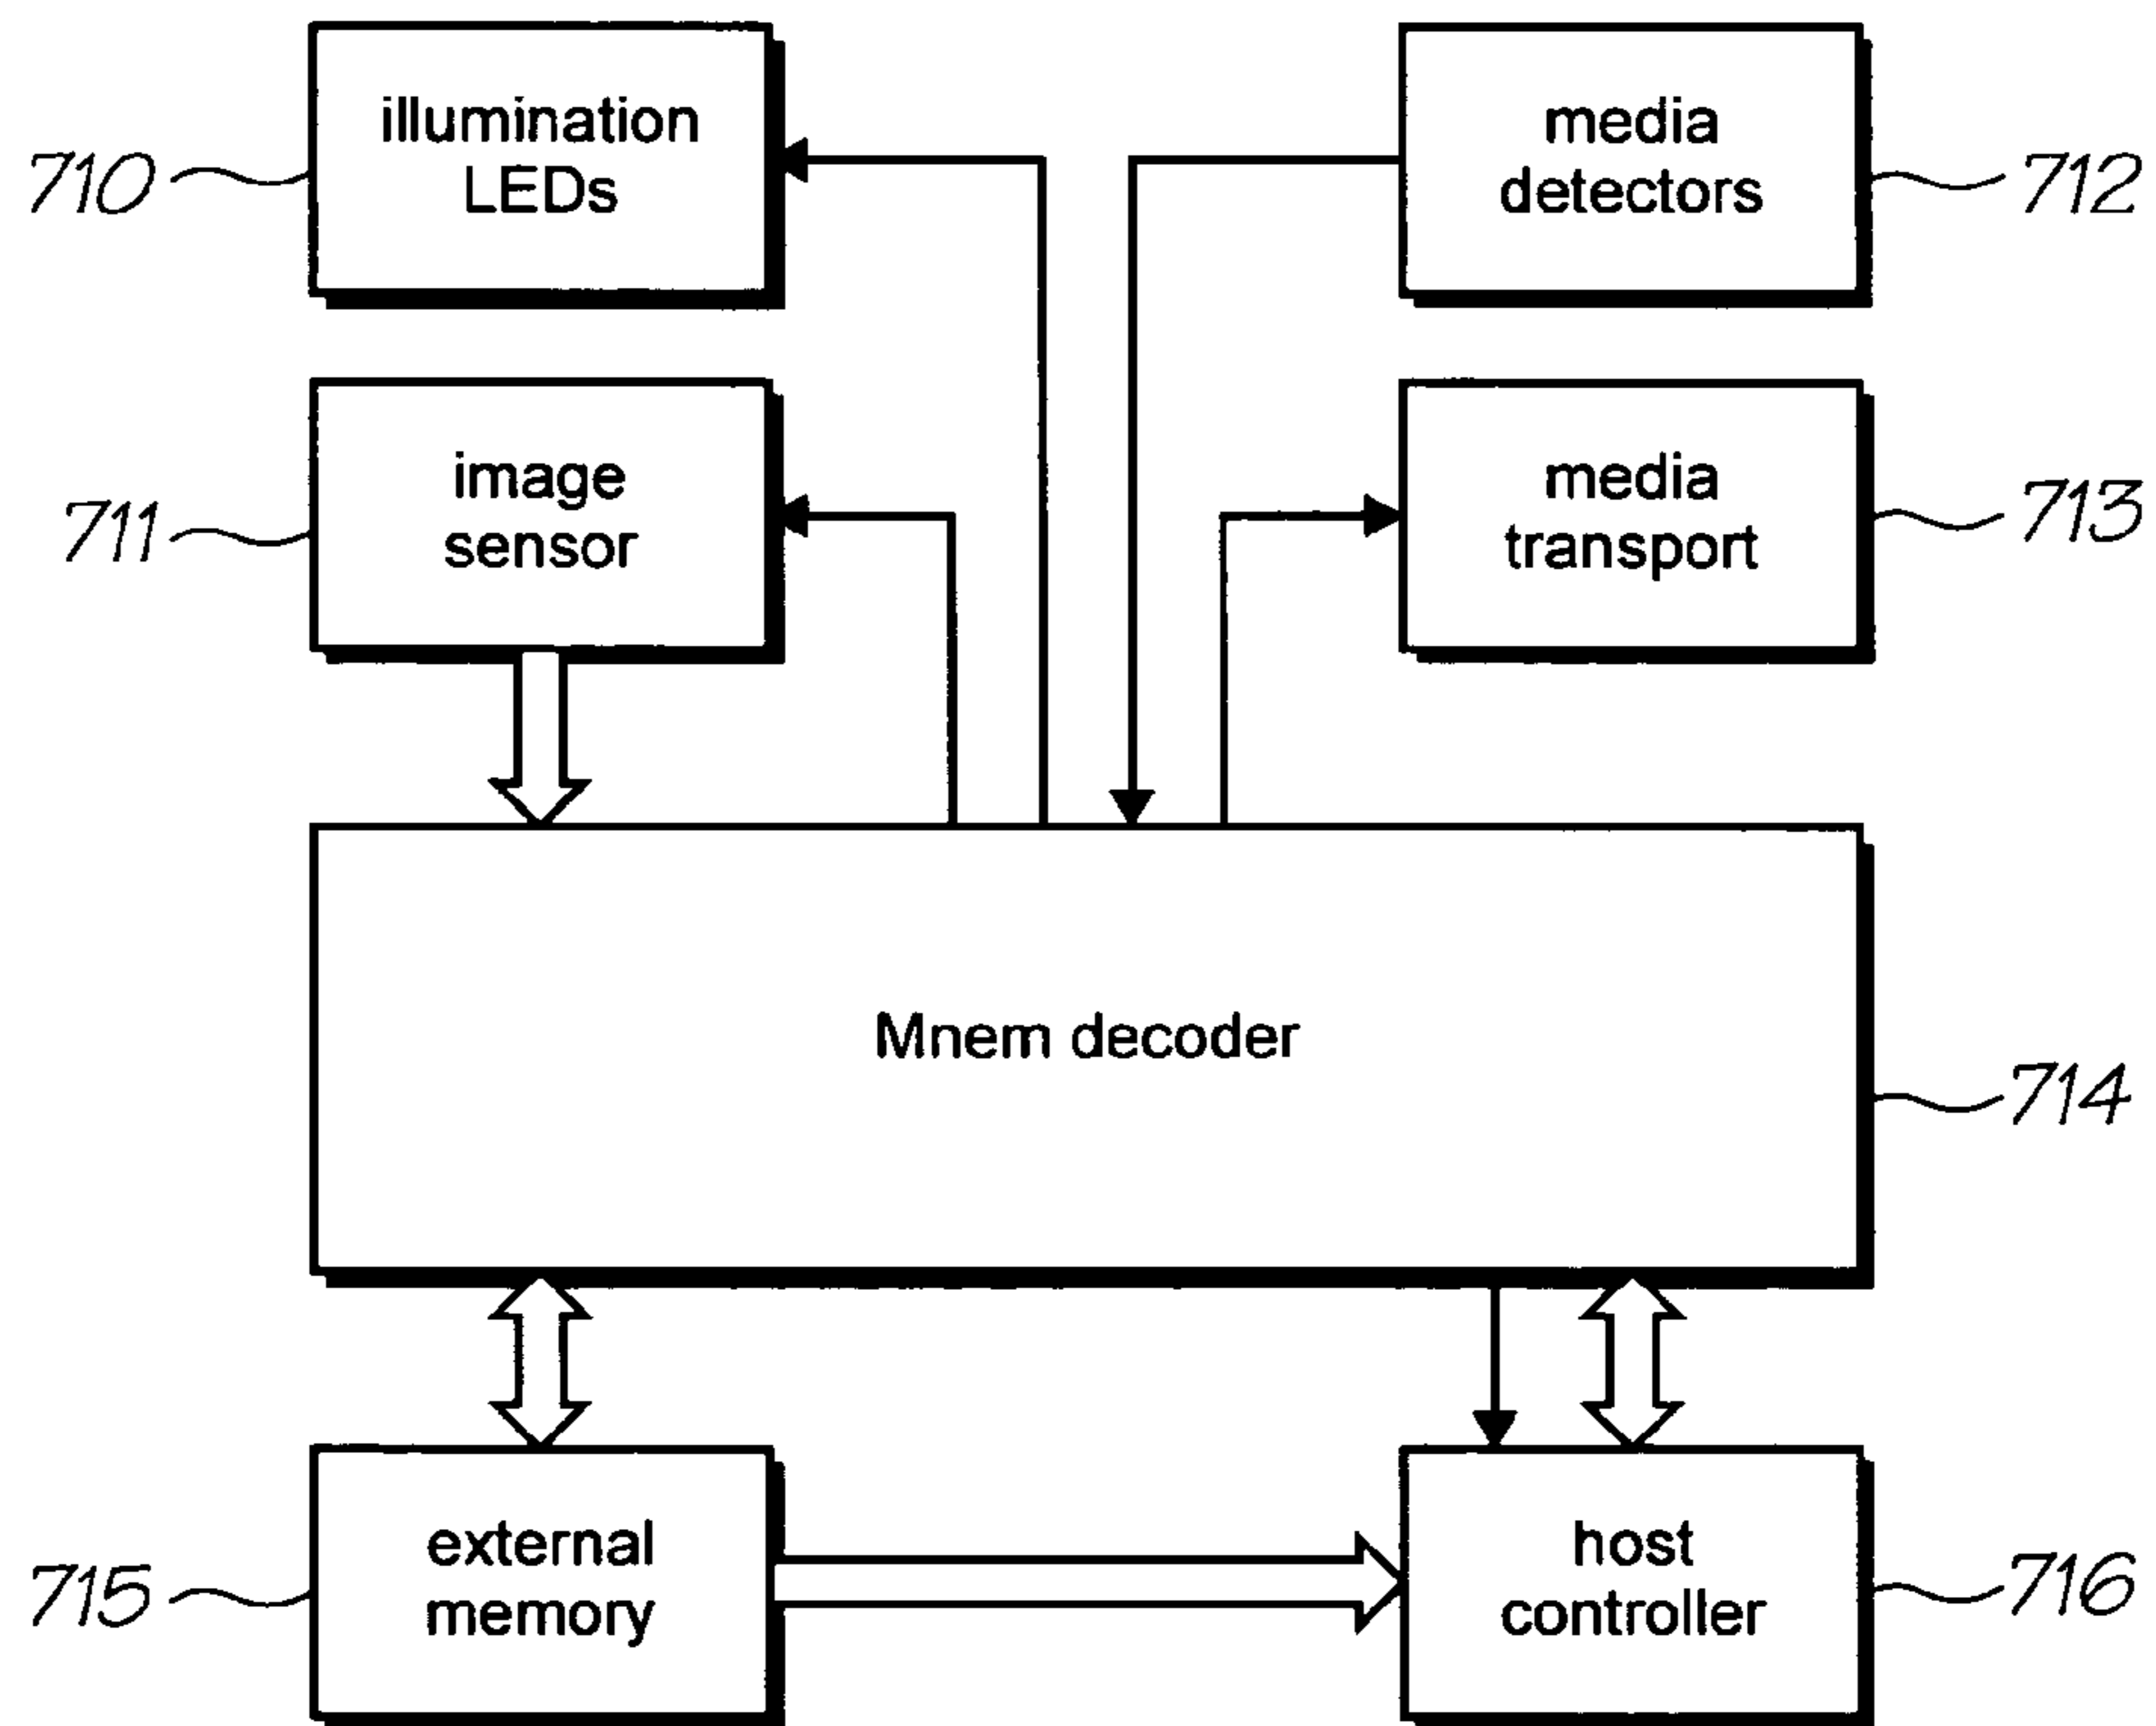 illumination
LEDs
710
media
detectors
712
image
sensor
711
media
transport
713
Mnem decoder
714
external
memory
715
host
controller
716